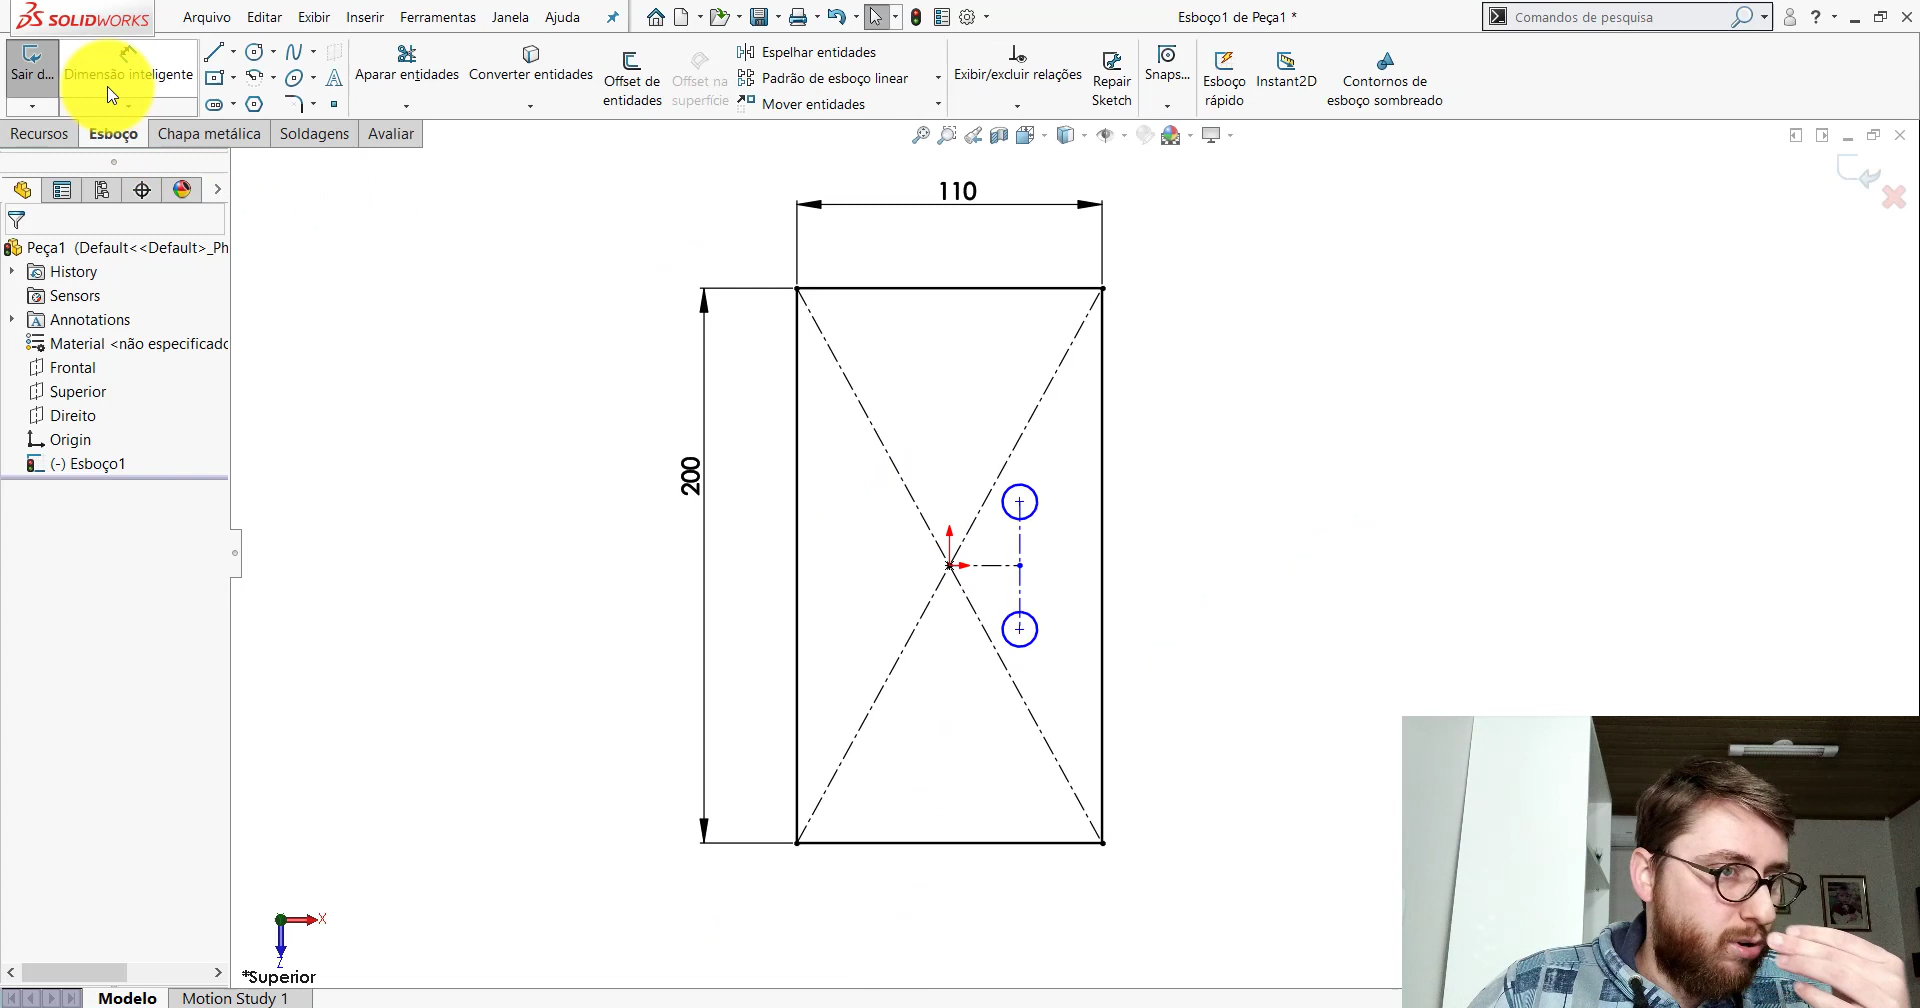 SOLIDWORKS
Arquivo
Editar
Exibir
Inserir
Ferramentas
Janela
Ajuda
Esboço1 de Peça1 *
Comandos de pesquisa
?
Sair d...
Dimensão inteligente
Aparar entidades
Converter entidades
Offset de
entidades
Offset na
superfície
Espelhar entidades
Padrão de esboço linear
Mover entidades
Exibir/excluir relações
Repair
Sketch
Snaps...
Esboço
rápido
Instant2D
Contornos de
esboço sombreado
Recursos
Esboço
Chapa metálica
Soldagens
Avaliar
Peça1 (Default<<Default>_Ph
History
Sensors
Annotations
Material <não especificado
Frontal
Superior
Direito
Origin
(-) Esboço1
110
200
X
Z
*Superior
Modelo
Motion Study 1